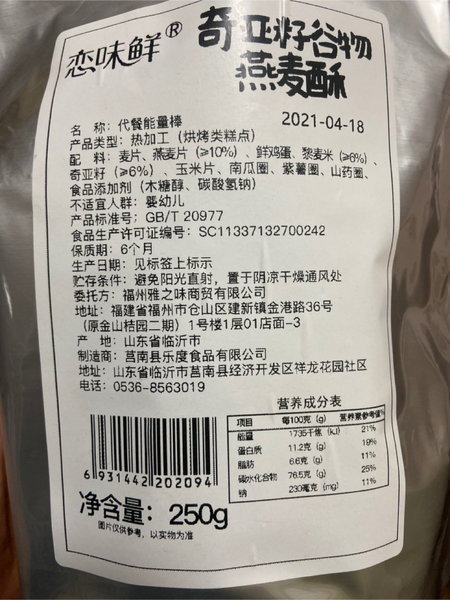 恋味鲜®
奇亚籽谷物
燕麦酥
2021-04-18
名 称: 代餐能量棒
产品类型: 热加工（烘烤类糕点）
配 料: 麦片、燕麦片（≥10%）、鲜鸡蛋、藜麦米（≥6%）、
奇亚籽（≥6%）、玉米片、南瓜圈、紫薯圈、山药圈、
食品添加剂（木糖醇、碳酸氢钠）
不适宜人群: 婴幼儿
产品标准号: GB/T 20977
食品生产许可证编号: SC11337132700242
保质期: 6个月
生产日期: 见标签上标示
贮存条件: 避免阳光直射，置于阴凉干燥通风处
委托方: 福州雅之味商贸有限公司
地址: 福建省福州市仓山区建新镇金港路36号
（原金山桔园二期）1号楼1层01店面-3
产 地: 山东省临沂市
制造商: 莒南县乐度食品有限公司
地址: 山东省临沂市莒南县经济开发区祥龙花园社区
电话: 0536-8563019
营养成分表
项目 每100克 (g) 营养素参考值%
能量 1735千焦 (kJ) 21%
蛋白质 11.2克 (g) 19%
脂肪 6.6克 (g) 11%
碳水化合物 76.5克 (g) 25%
钠 230毫克 (mg) 11%
6931442202094
净含量: 250g
图片仅供参考，以实物为准